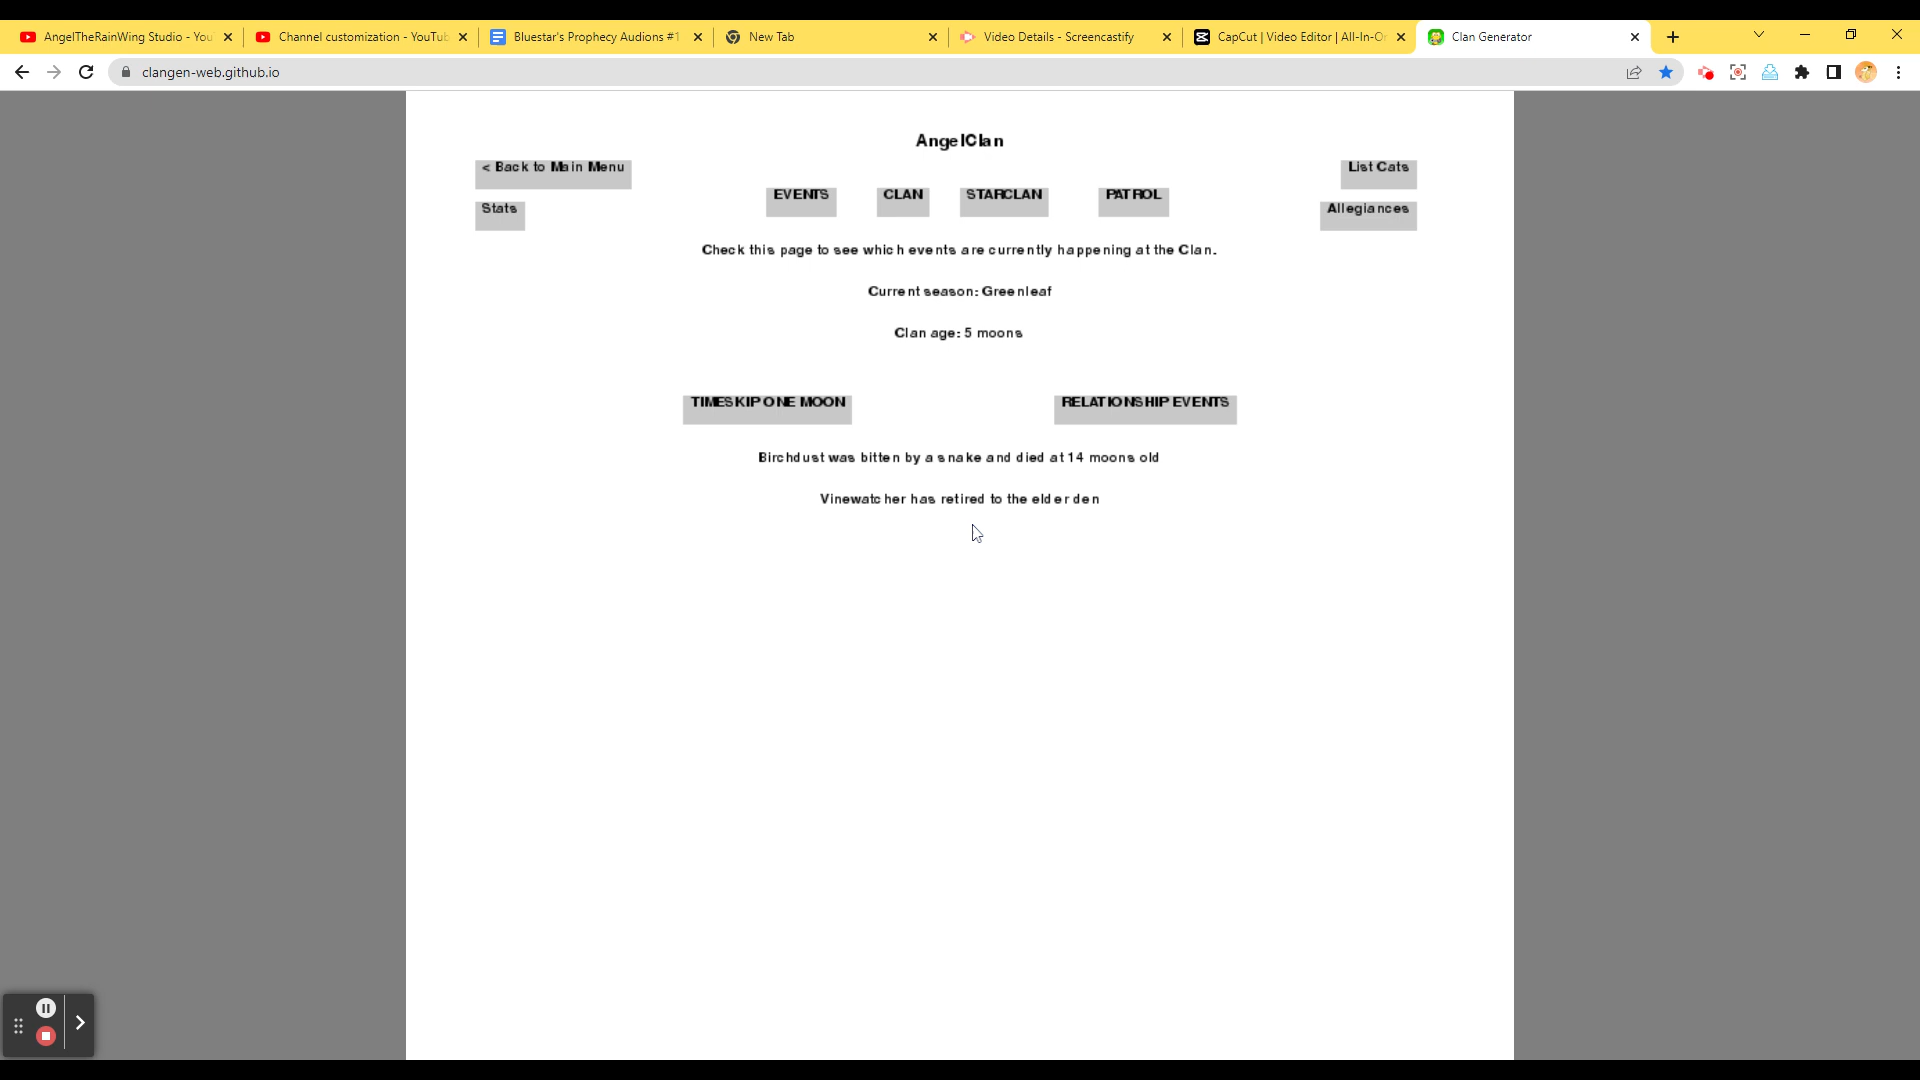 AngelTheRainWing Studio - You
Channel customization - YouTub
Bluestar's Prophecy Audions #1
New Tab
Video Details - Screencastify
CapCut | Video Editor | All-In-Or
Clan Generator
clangen-web.github.io
AngelClan
< Back to Main Menu
List Cats
EVENTS
CLAN
STARCLAN
PATROL
Stats
Allegiances
Check this page to see which events are currently happening at the Clan.
Current season: Greenleaf
Clan age: 5 moons
TIMESKIP ONE MOON
RELATIONSHIP EVENTS
Birchdust was bitten by a snake and died at 14 moons old
Vinewatcher has retired to the elder den